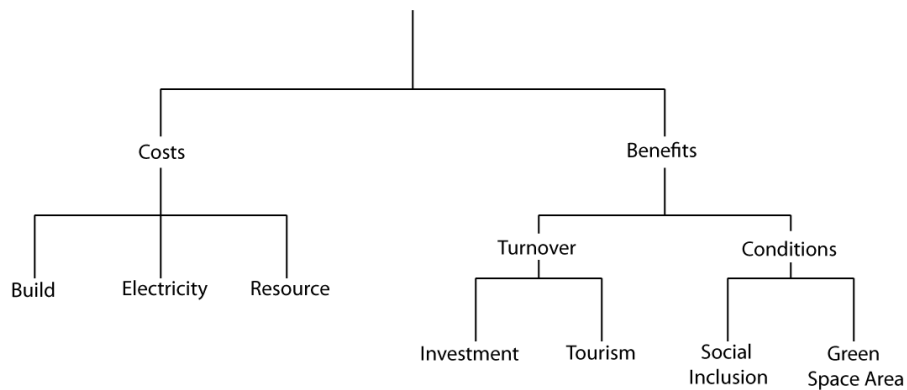 Costs
Benefits
Turnover
Conditions
Build
Electricity
Resource
Investment
Tourism
Social
Inclusion
Green
Space Area